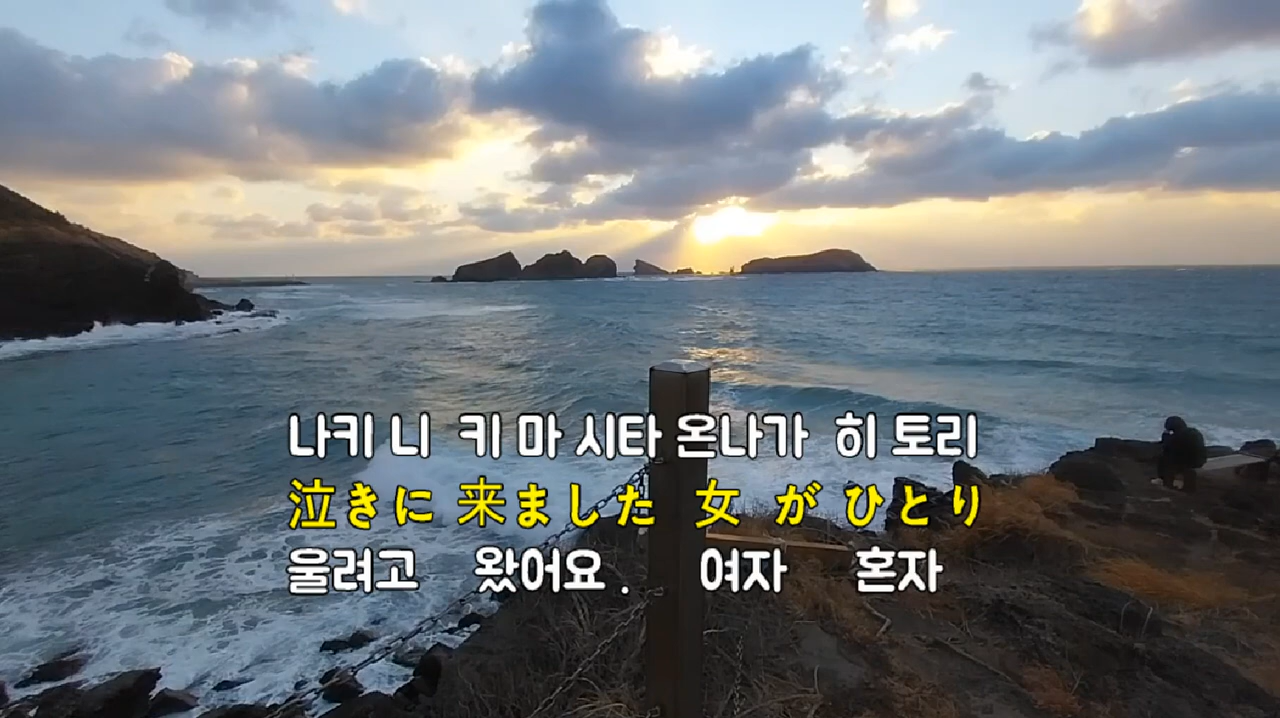 나키니 키마시타 온나가 히토리
泣きに 来ました 女 が ひとり
울려고 왔어요. 여자 혼자